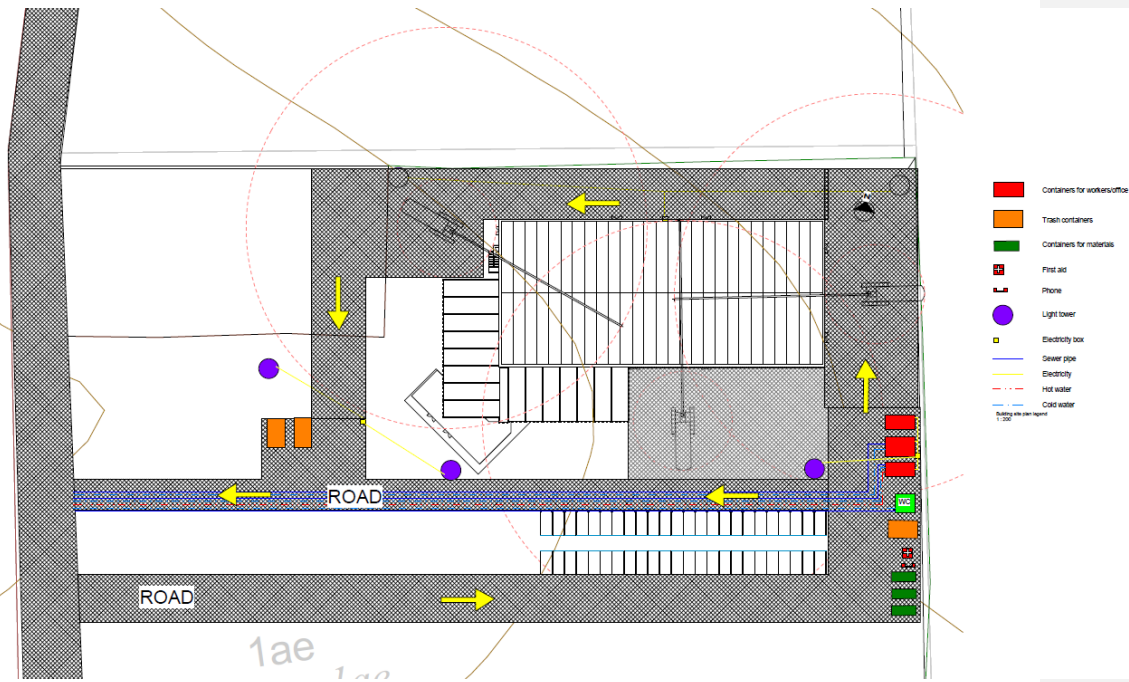 Containers for workers/office
Trash containers
Containers for materials
First aid
Phone
Light tower
Electricity box
Sewer pipe
Electricity
Hot water
Cold water
Building site plan legend
1 : 200
WC
ROAD
ROAD
1ae
1ae